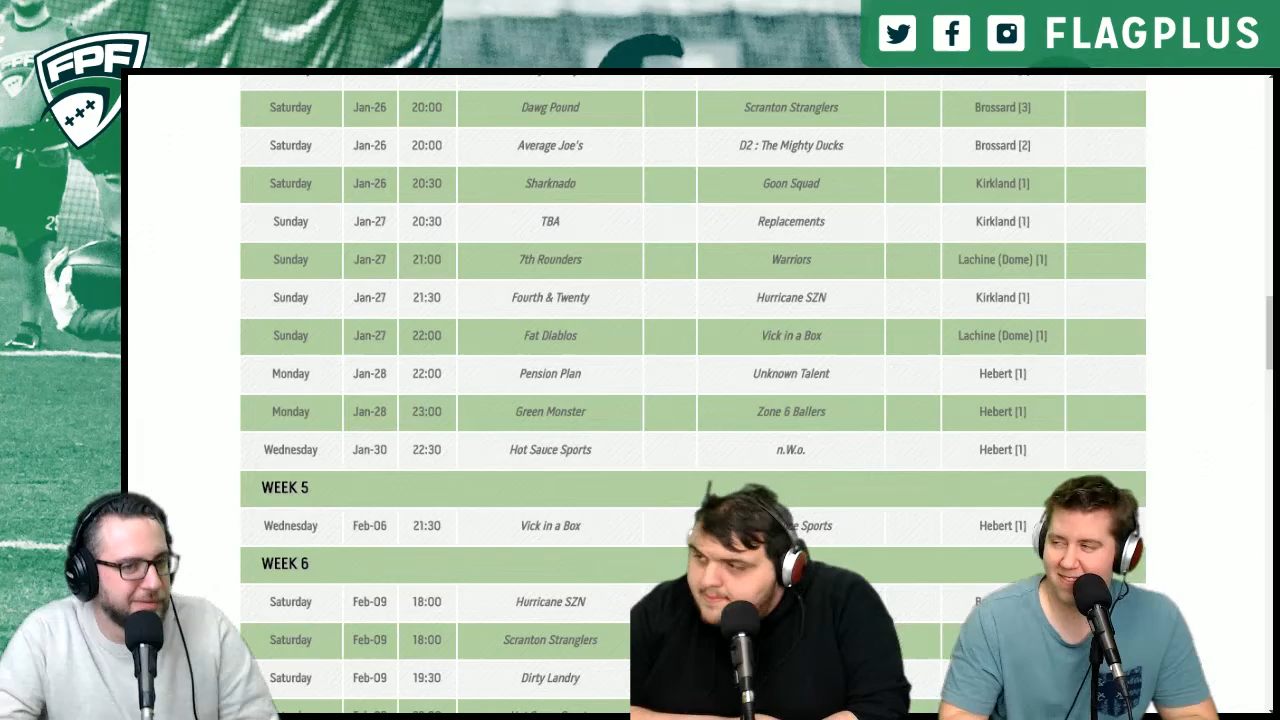 FLAGPLUS
FPF
Saturday Jan-26 20:00 Dawg Pound Scranton Stranglers Brossard [3]
Saturday Jan-26 20:00 Average Joe's D2 : The Mighty Ducks Brossard [2]
Saturday Jan-26 20:30 Sharknado Goon Squad Kirkland [1]
Sunday Jan-27 20:30 TBA Replacements Kirkland [1]
Sunday Jan-27 21:00 7th Rounders Warriors Lachine (Dome) [1]
Sunday Jan-27 21:30 Fourth & Twenty Hurricane SZN Kirkland [1]
Sunday Jan-27 22:00 Fat Diablos Vick in a Box Lachine (Dome) [1]
Monday Jan-28 22:00 Pension Plan Unknown Talent Hebert [1]
Monday Jan-28 23:00 Green Monster Zone 6 Ballers Hebert [1]
Wednesday Jan-30 22:30 Hot Sauce Sports n.W.o. Hebert [1]
WEEK 5
Wednesday Feb-06 21:30 Vick in a Box Sports Hebert [1]
WEEK 6
Saturday Feb-09 18:00 Hurricane SZN
Saturday Feb-09 18:00 Scranton Stranglers
Saturday Feb-09 19:30 Dirty Landry